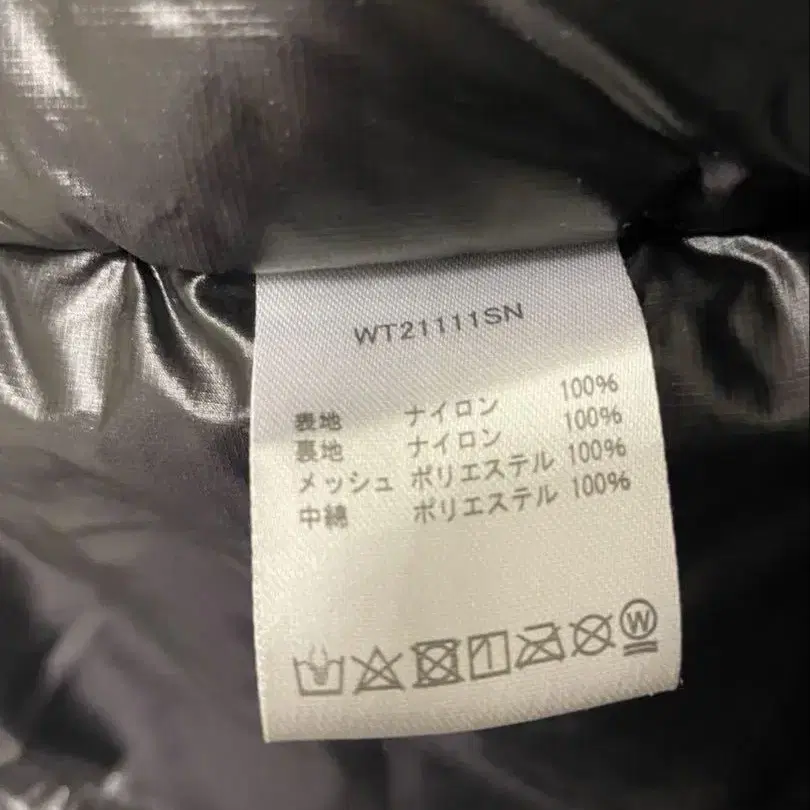 WT21111SN
表地 ナイロン 100%
裏地 ナイロン 100%
メッシュ ポリエステル 100%
中綿 ポリエステル 100%
W